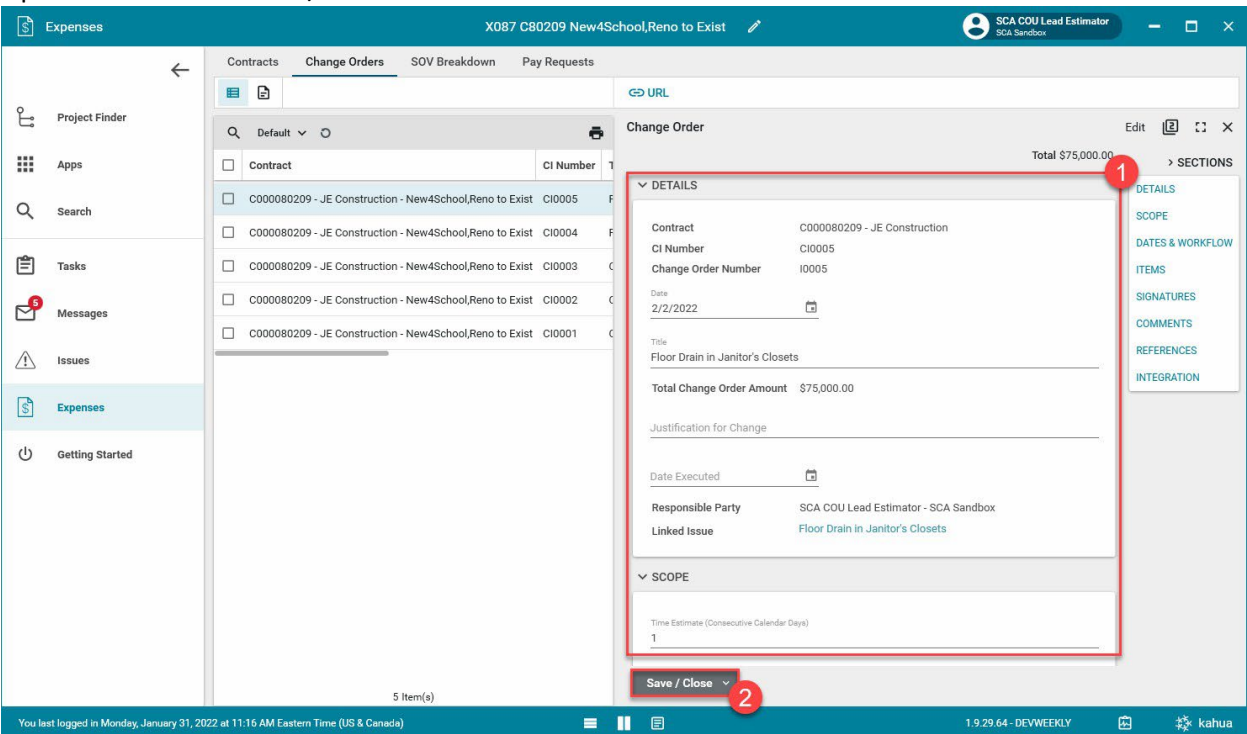 Expenses
X087 C80209 New4School,Reno to Exist
SCA COU Lead Estimator
SCA Sandbox
Project Finder
Apps
Search
Tasks
5
Messages
Issues
Expenses
Getting Started
Contracts Change Orders SOV Breakdown Pay Requests
URL
Default
Contract CI Number T
C000080209 - JE Construction - New4School,Reno to Exist CI0005 F
C000080209 - JE Construction - New4School,Reno to Exist CI0004 F
C000080209 - JE Construction - New4School,Reno to Exist CI0003 C
C000080209 - JE Construction - New4School,Reno to Exist CI0002 C
C000080209 - JE Construction - New4School,Reno to Exist CI0001 C
5 Item(s)
Change Order Edit 2
Total $75,000.00
1
DETAILS
Contract C000080209 - JE Construction
CI Number CI0005
Change Order Number I0005
Date
2/2/2022
Title
Floor Drain in Janitor's Closets
Total Change Order Amount $75,000.00
Justification for Change
Date Executed
Responsible Party SCA COU Lead Estimator - SCA Sandbox
Linked Issue Floor Drain in Janitor's Closets
SCOPE
Time Estimate (Consecutive Calendar Days)
1
Save / Close
2
> SECTIONS
DETAILS
SCOPE
DATES & WORKFLOW
ITEMS
SIGNATURES
COMMENTS
REFERENCES
INTEGRATION
You last logged in Monday, January 31, 2022 at 11:16 AM Eastern Time (US & Canada)
1.9.29.64 - DEVWEEKLY
kahua